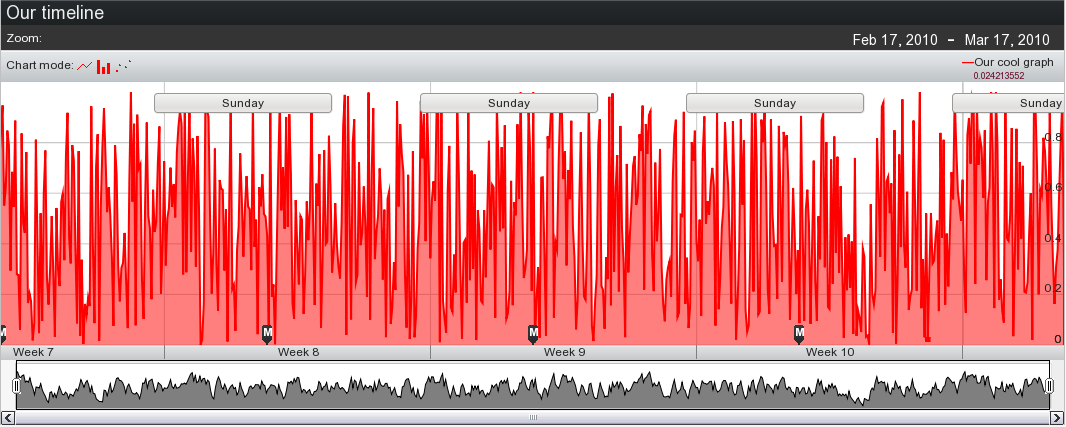 Our timeline
Zoom:
Feb 17, 2010 - Mar 17, 2010
Chart mode:
Our cool graph
0.024213552
Sunday Sunday Sunday Sunday
0.8
0.6
0.4
0.2
M M M M
0
Week 7 Week 8 Week 9 Week 10